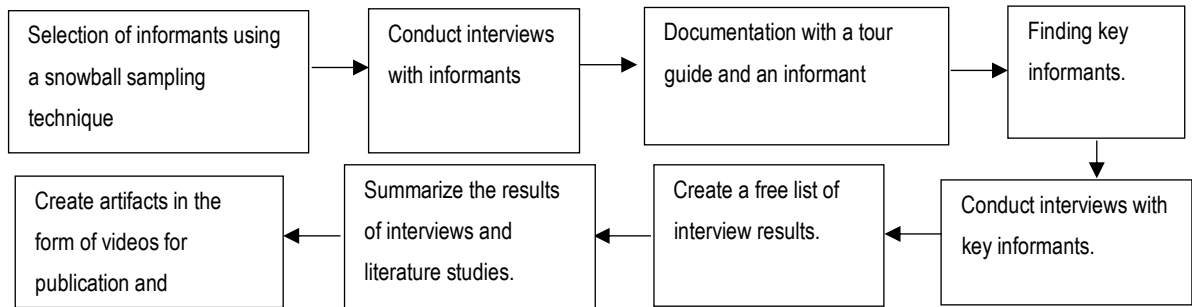 Selection of informants using
a snowball sampling
technique
Conduct interviews
with informants
Documentation with a tour
guide and an informant
Finding key
informants.
Conduct interviews with
key informants.
Create a free list of
interview results.
Summarize the results
of interviews and
literature studies.
Create artifacts in the
form of videos for
publication and